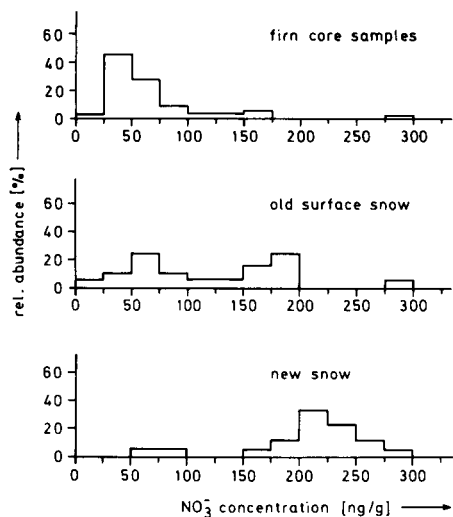 firn core samples
60
40
20
0
0 50 100 150 200 250 300
old surface snow
60
40
20
0
0 50 100 150 200 250 300
new snow
60
40
20
0
0 50 100 150 200 250 300
rel. abundance [%]
NO₃⁻ concentration [ng/g]